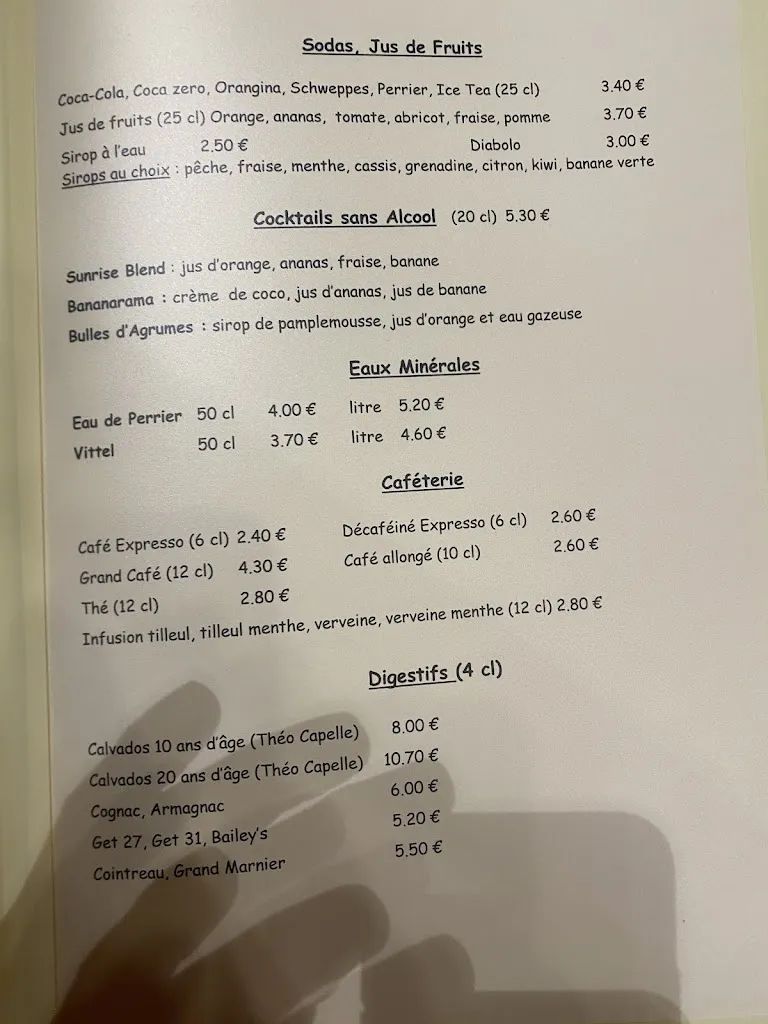 Sodas, Jus de Fruits
Coca-Cola, Coca zero, Orangina, Schweppes, Perrier, Ice Tea (25 cl) 3.40 €
Jus de fruits (25 cl) Orange, ananas, tomate, abricot, fraise, pomme 3.70 €
Sirop à l'eau 2.50 € Diabolo 3.00 €
Sirops au choix : pêche, fraise, menthe, cassis, grenadine, citron, kiwi, banane verte
Cocktails sans Alcool (20 cl) 5.30 €
Sunrise Blend : jus d'orange, ananas, fraise, banane
Bananarama : crème de coco, jus d'ananas, jus de banane
Bulles d'Agrumes : sirop de pamplemousse, jus d'orange et eau gazeuse
Eaux Minérales
Eau de Perrier 50 cl 4.00 € litre 5.20 €
Vittel 50 cl 3.70 € litre 4.60 €
Caféterie
Café Expresso (6 cl) 2.40 € Décaféiné Expresso (6 cl) 2.60 €
Grand Café (12 cl) 4.30 € Café allongé (10 cl) 2.60 €
Thé (12 cl) 2.80 €
Infusion tilleul, tilleul menthe, verveine, verveine menthe (12 cl) 2.80 €
Digestifs (4 cl)
Calvados 10 ans d'âge (Théo Capelle) 8.00 €
Calvados 20 ans d'âge (Théo Capelle) 10.70 €
Cognac, Armagnac 6.00 €
Get 27, Get 31, Bailey's 5.20 €
Cointreau, Grand Marnier 5.50 €